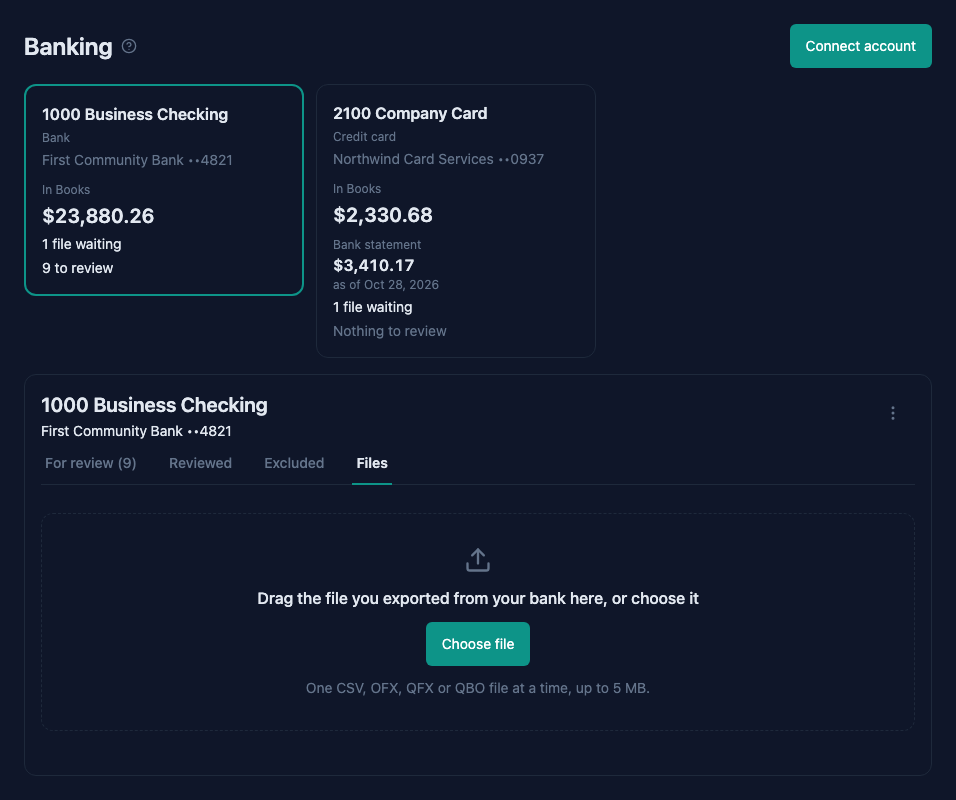 Banking
Connect account
1000 Business Checking
Bank
First Community Bank ••4821
In Books
$23,880.26
1 file waiting
9 to review
2100 Company Card
Credit card
Northwind Card Services ••0937
In Books
$2,330.68
Bank statement
$3,410.17
as of Oct 28, 2026
1 file waiting
Nothing to review
1000 Business Checking
First Community Bank ••4821
For review (9) Reviewed Excluded Files
Drag the file you exported from your bank here, or choose it
Choose file
One CSV, OFX, QFX or QBO file at a time, up to 5 MB.